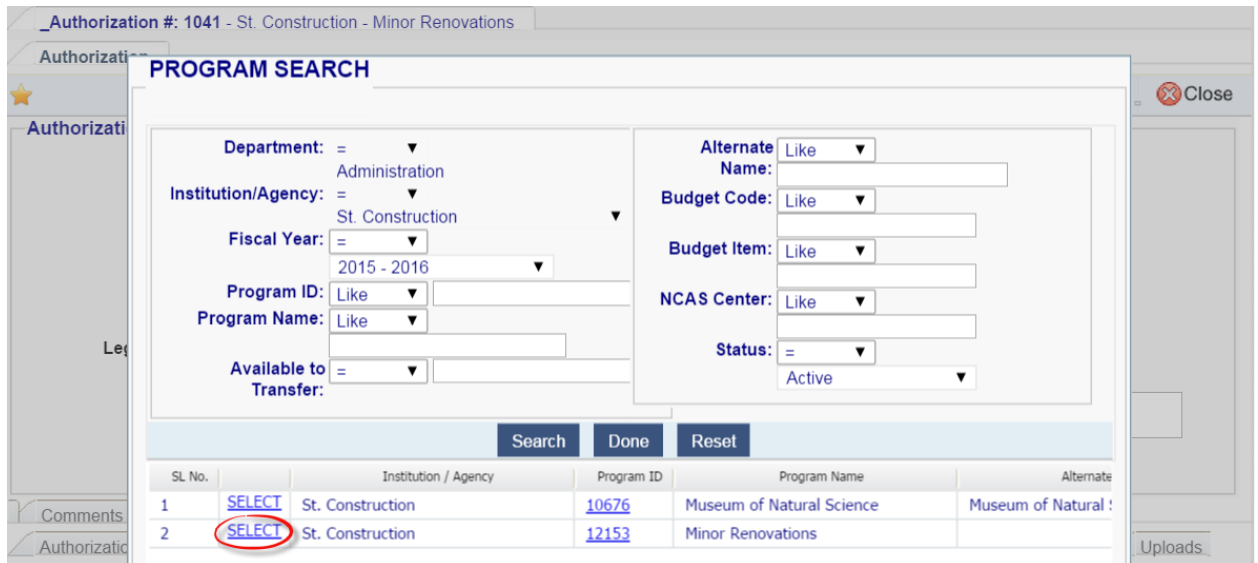 _Authorization #: 1041 - St. Construction - Minor Renovations
Authorization
PROGRAM SEARCH
Close
Authorizati
Department: = Alternate Name: Like
Administration
Institution/Agency: = Budget Code: Like
St. Construction
Fiscal Year: = Budget Item: Like
2015 - 2016
Program ID: Like NCAS Center: Like
Program Name: Like
Leg Status: =
Available to Transfer: = Active
Search Done Reset
SL No. Institution / Agency Program ID Program Name Alternate
1 SELECT St. Construction 10676 Museum of Natural Science Museum of Natural
Comments
2 SELECT St. Construction 12153 Minor Renovations
Authorizatio Uploads